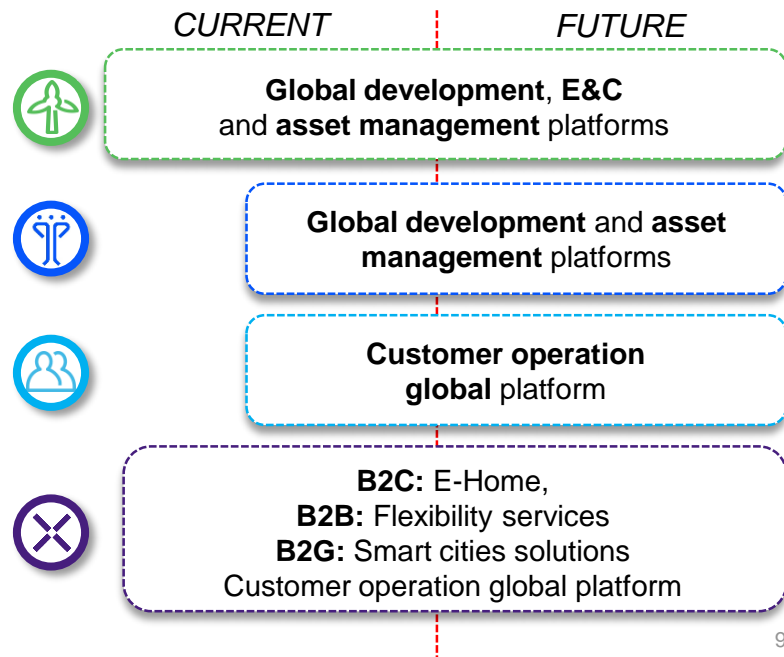 CURRENT FUTURE
Global development, E&C
and asset management platforms
Global development and asset
management platforms
Customer operation
global platform
B2C: E-Home,
B2B: Flexibility services
B2G: Smart cities solutions
Customer operation global platform
9